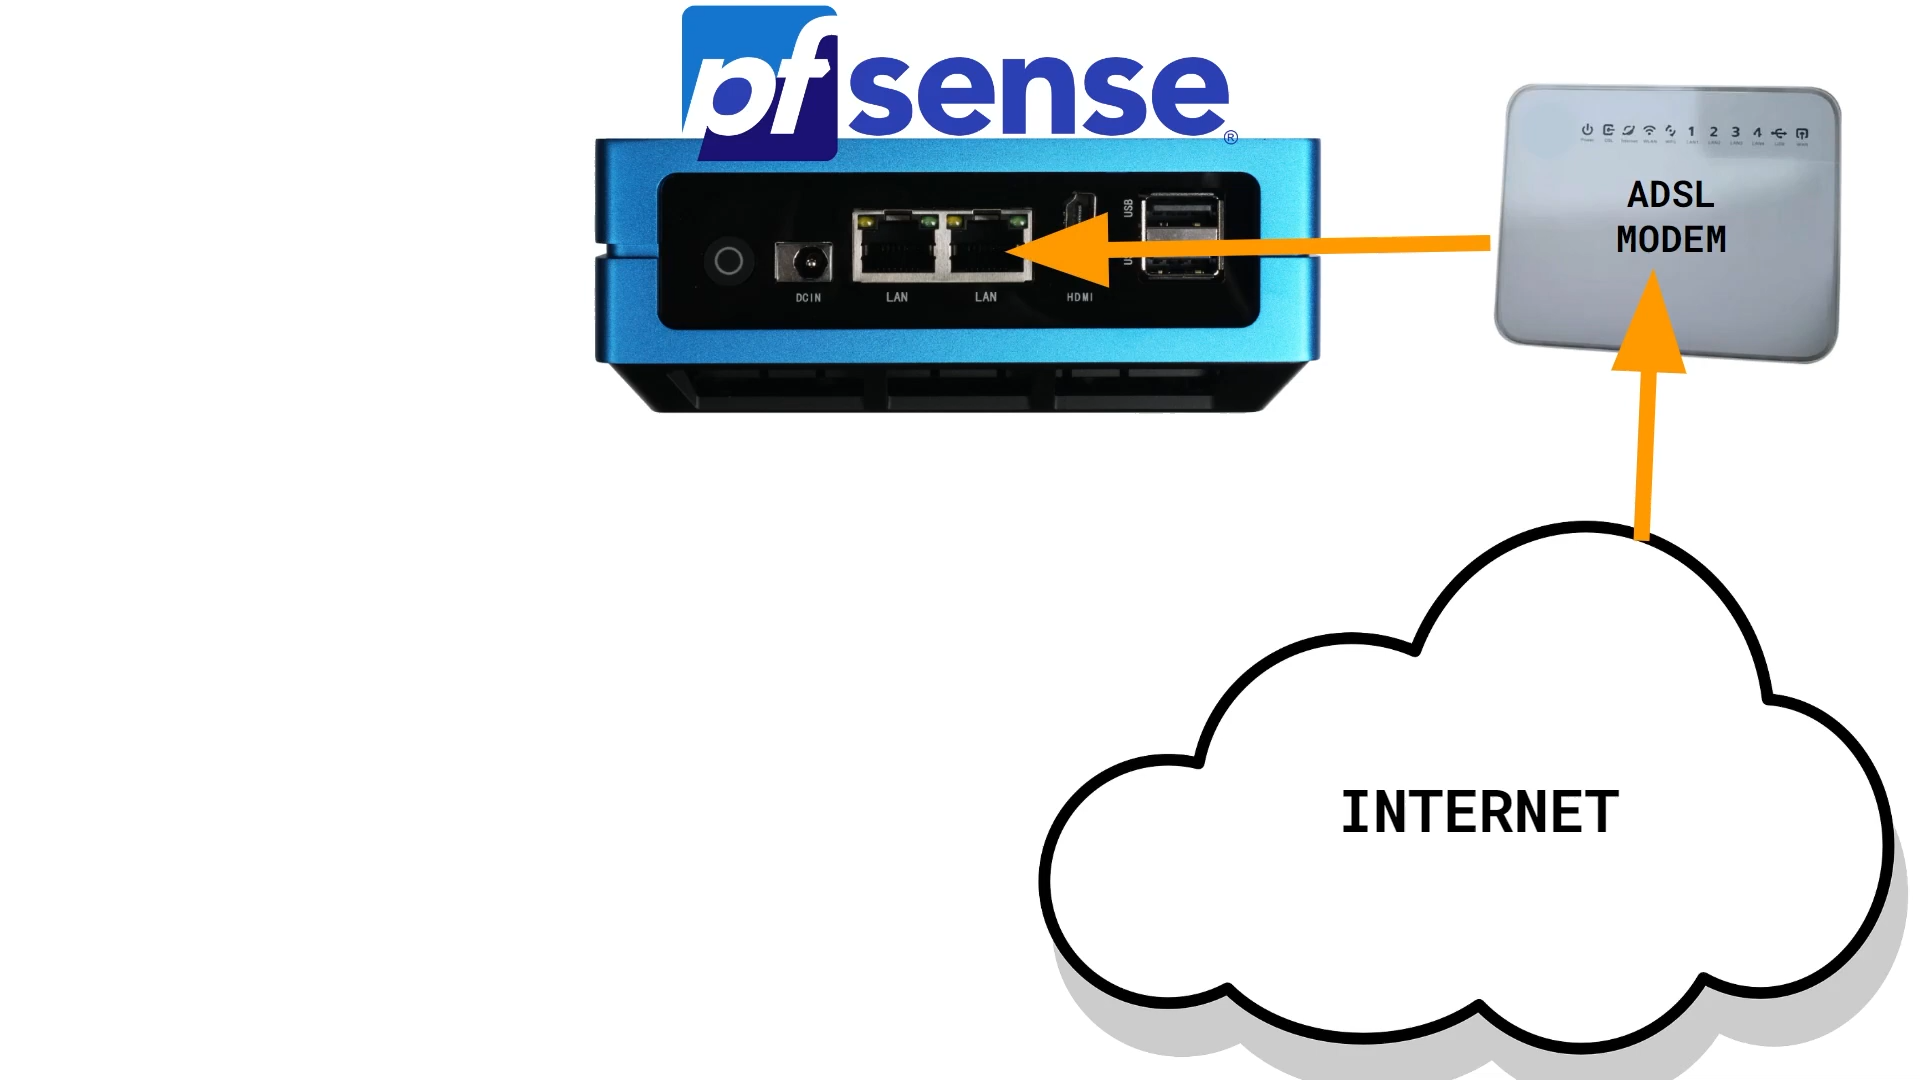 pfsense®
USB
DCIN
LAN
LAN
HDMI
1 2 3 4
ADSL
MODEM
INTERNET